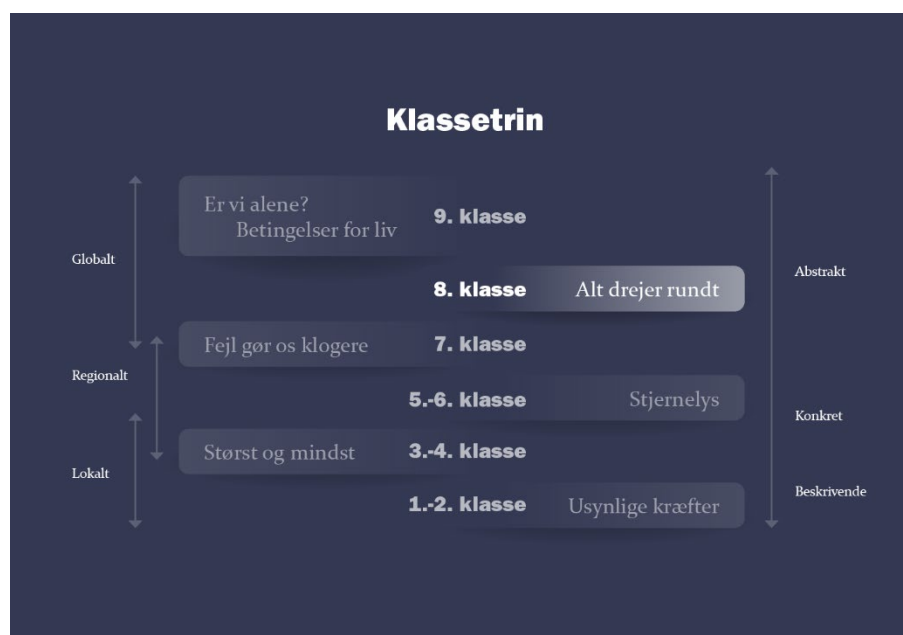 Klassetrin
Er vi alene?
Betingelser for liv
9. klasse
Globalt
Abstrakt
8. klasse
Alt drejer rundt
Fejl gør os klogere
7. klasse
Regionalt
5.-6. klasse
Stjernelys
Konkret
Størst og mindst
3.-4. klasse
Lokalt
Beskrivende
1.-2. klasse
Usynlige kræfter